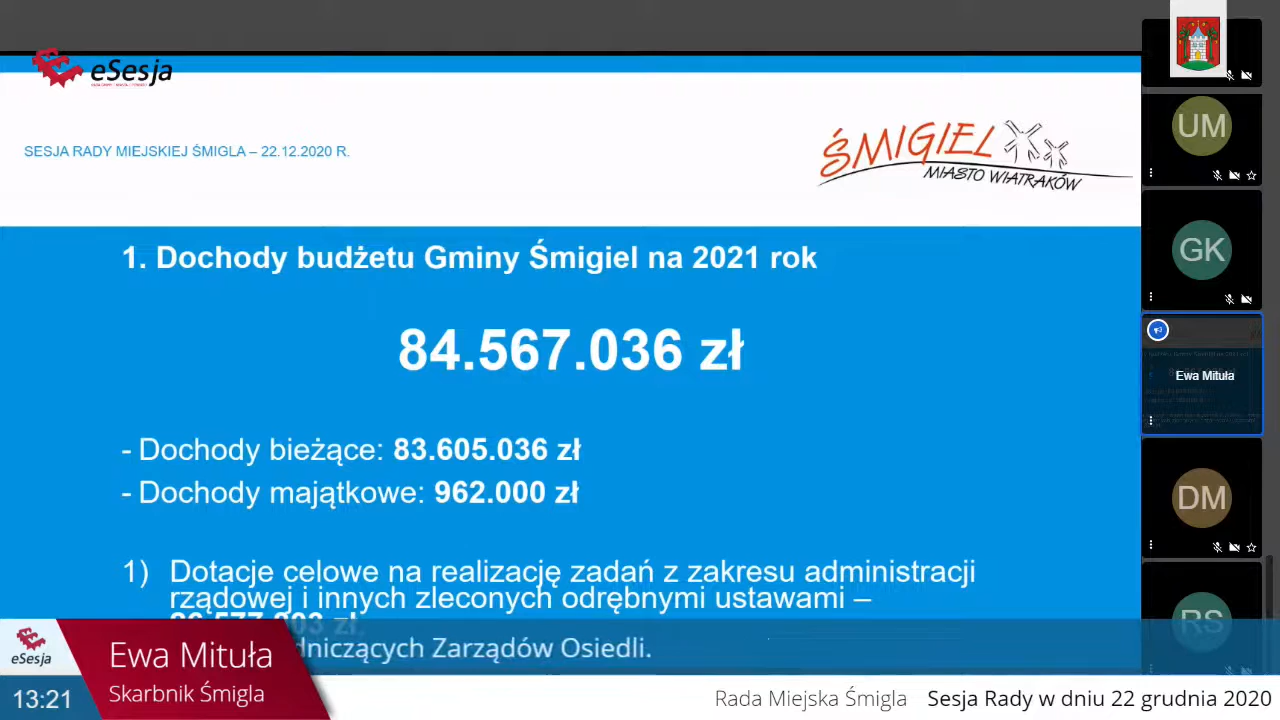 eSesja
SESJA RADY MIEJSKIEJ ŚMIGLA – 22.12.2020 R.
ŚMIGIEL
MIASTO WIATRAKÓW
1. Dochody budżetu Gminy Śmigiel na 2021 rok
84.567.036 zł
- Dochody bieżące: 83.605.036 zł
- Dochody majątkowe: 962.000 zł
1) Dotacje celowe na realizację zadań z zakresu administracji
rządowej i innych zleconych odrębnymi ustawami –
zł
UM
GK
Ewa Mituła
DM
RS
dniczących Zarządów Osiedli.
eSesja
Ewa Mituła
Skarbnik Śmigla
13:21
Rada Miejska Śmigla Sesja Rady w dniu 22 grudnia 2020